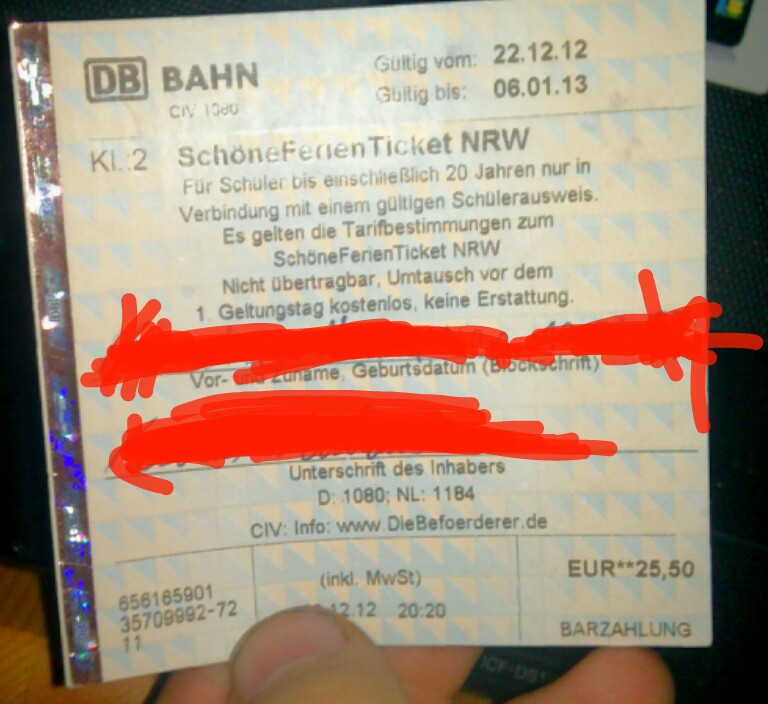 DB BAHN
Gültig vom: 22.12.12
Gültig bis: 06.01.13
CIV 1080
Kl.:2 SchöneFerienTicket NRW
Für Schüler bis einschließlich 20 Jahren nur in
Verbindung mit einem gültigen Schülerausweis.
Es gelten die Tarifbestimmungen zum
SchöneFerienTicket NRW
Nicht übertragbar, Umtausch vor dem
1. Geltungstag kostenlos, keine Erstattung.
Vor- und Zuname, Geburtsdatum (Blockschrift)
Unterschrift des Inhabers
D: 1080; NL: 1184
CIV: Info: www.DieBefoerderer.de
EUR**25,50
(inkl. MwSt)
656165901
35709992-72
11
12.12 20:20
BARZAHLUNG